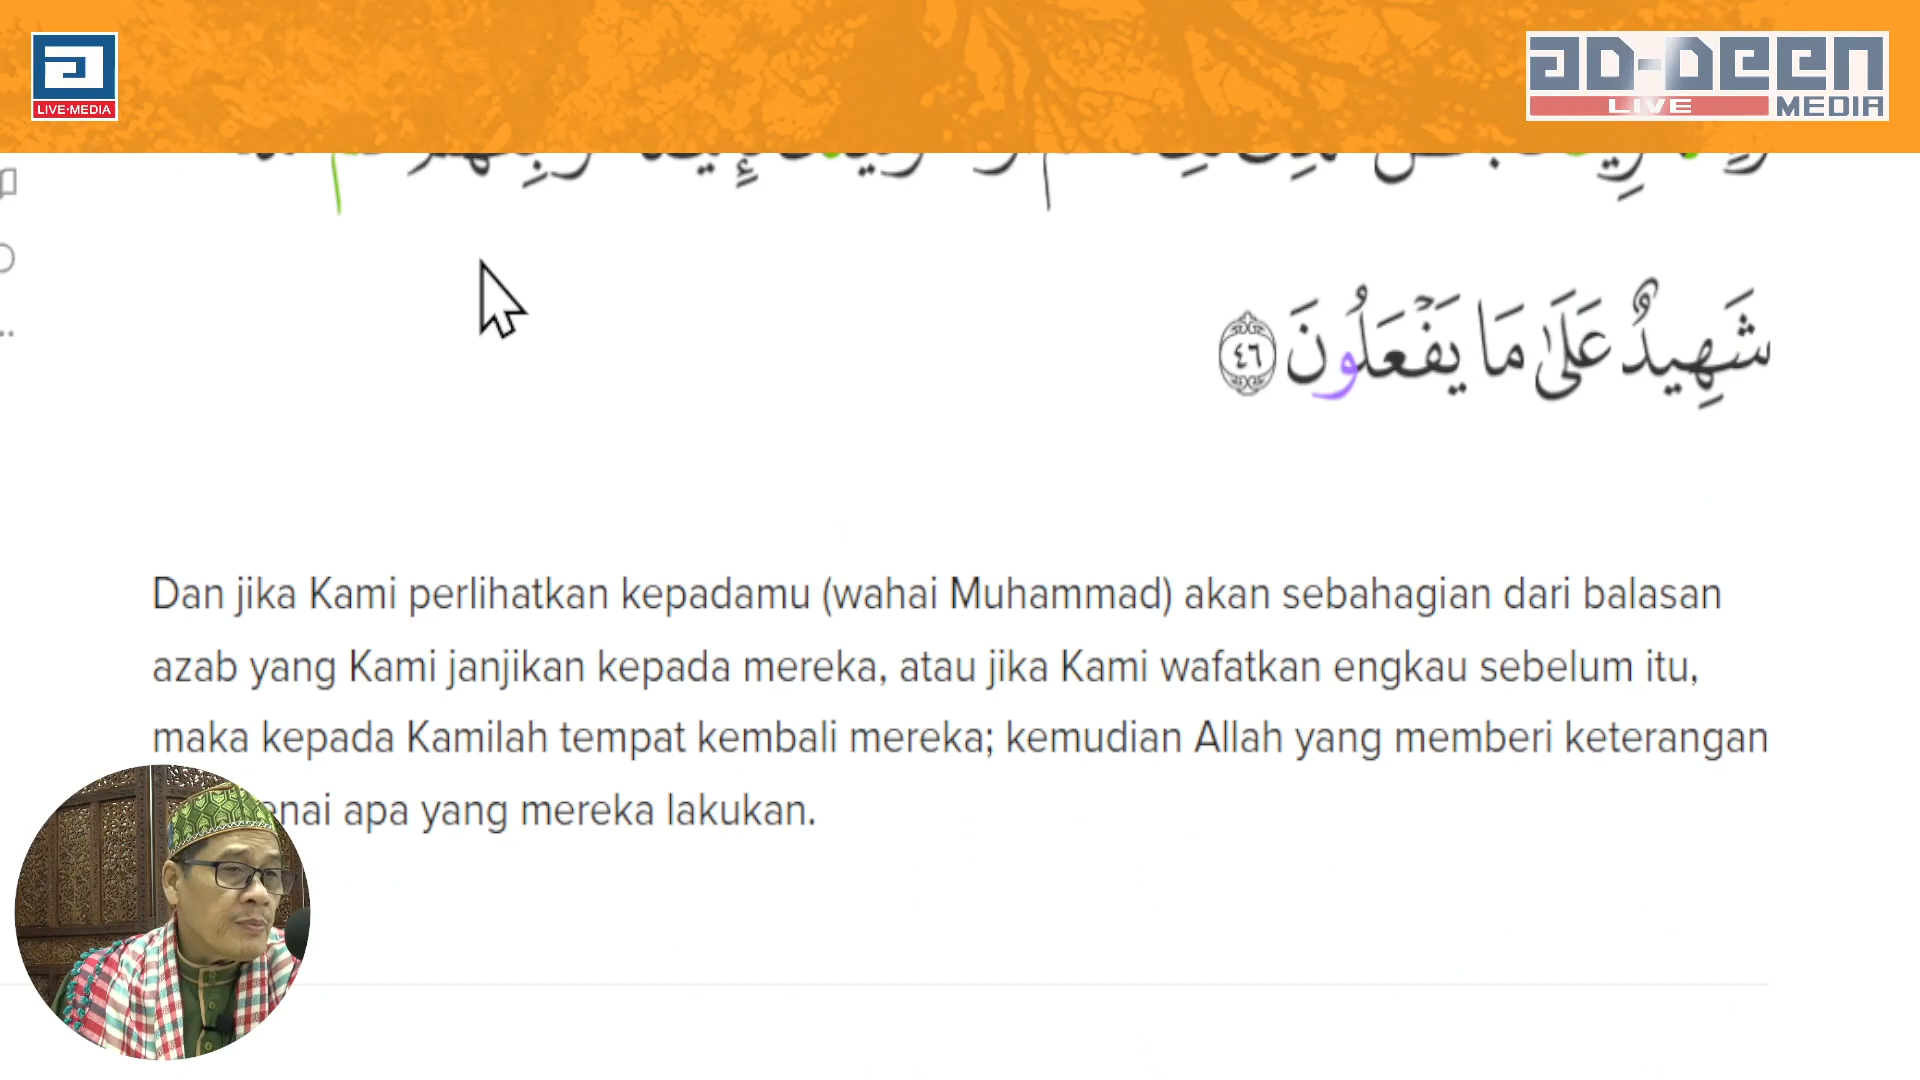 LIVE·MEDIA
AD-DEEN
LIVE MEDIA
شَهِيدٌ عَلَىٰ مَا يَفْعَلُونَ ٤٦
Dan jika Kami perlihatkan kepadamu (wahai Muhammad) akan sebahagian dari balasan
azab yang Kami janjikan kepada mereka, atau jika Kami wafatkan engkau sebelum itu,
maka kepada Kamilah tempat kembali mereka; kemudian Allah yang memberi keterangan
apa yang mereka lakukan.